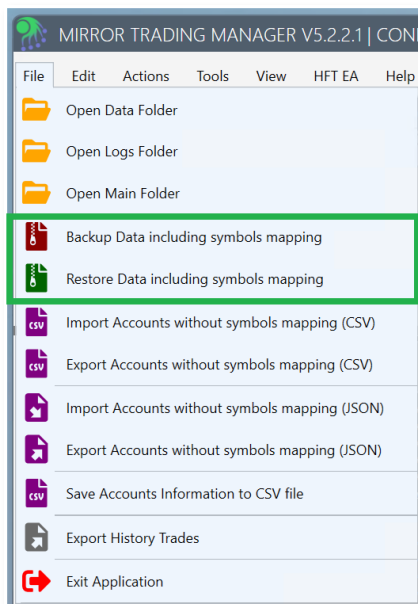 MIRROR TRADING MANAGER V5.2.2.1 |
File Edit Actions Tools View HFT EA Help
Open Data Folder
Open Logs Folder
Open Main Folder
Backup Data including symbols mapping
Restore Data including symbols mapping
CSV Import Accounts without symbols mapping (CSV)
CSV Export Accounts without symbols mapping (CSV)
Import Accounts without symbols mapping (JSON)
Export Accounts without symbols mapping (JSON)
CSV Save Accounts Information to CSV file
Export History Trades
Exit Application